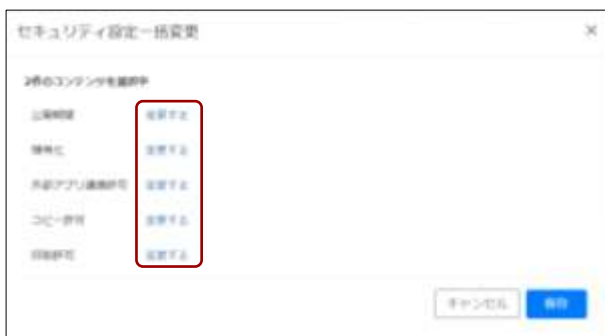 セキュリティ設定一括変更
2件のコンテンツを選択中
公開期間
変更する
暗号化
変更する
外部アプリ連携許可
変更する
コピー許可
変更する
印刷許可
変更する
キャンセル
保存